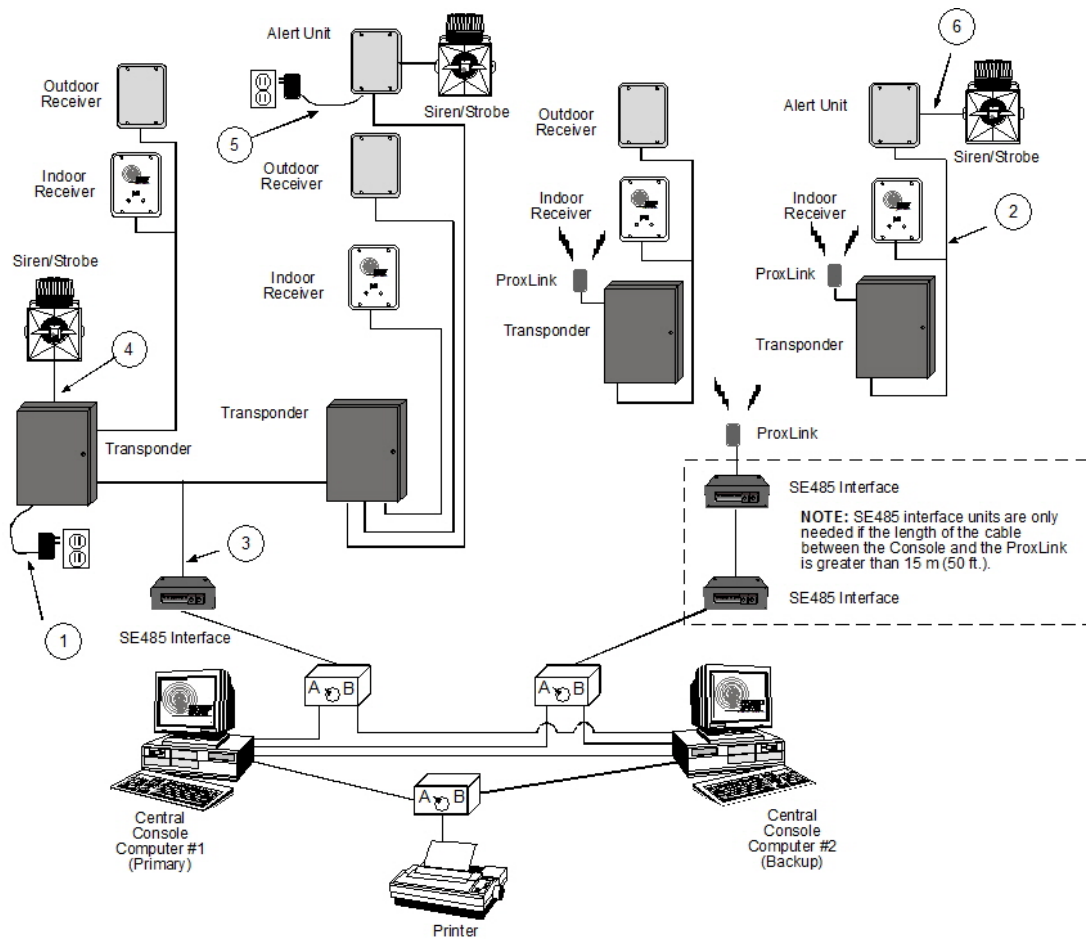 Alert Unit
6
Outdoor
Receiver
Siren/Strobe
5
Outdoor
Receiver
Alert Unit
Siren/Strobe
Indoor
Receiver
Outdoor
Receiver
Indoor
Receiver
Indoor
Receiver
2
Siren/Strobe
Indoor
Receiver
ProxLink
ProxLink
4
Transponder
Transponder
Transponder
Transponder
ProxLink
SE485 Interface
NOTE: SE485 interface units are only
needed if the length of the cable
between the Console and the ProxLink
is greater than 15 m (50 ft.).
3
SE485 Interface
1
SE485 Interface
A B
A B
A B
Central
Console
Computer #1
(Primary)
Central
Console
Computer #2
(Backup)
Printer